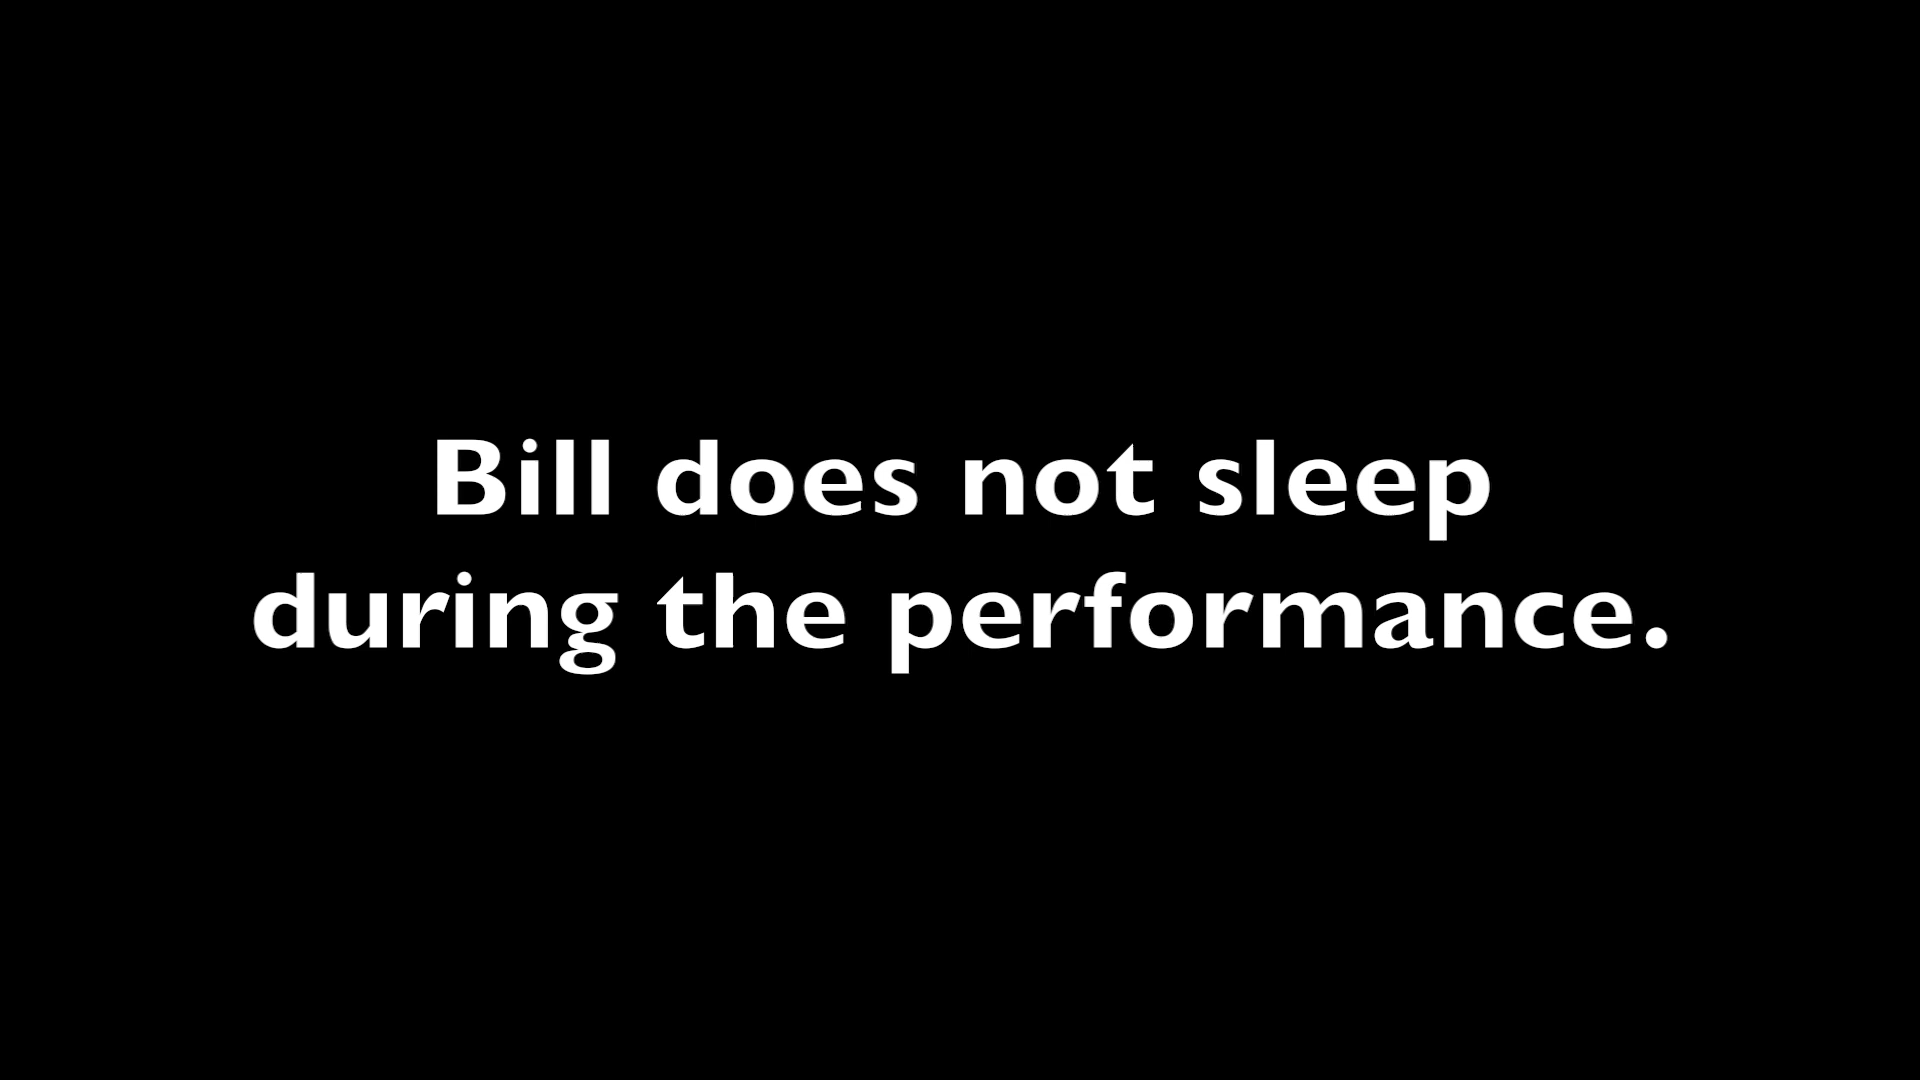 Bill does not sleep
during the performance.